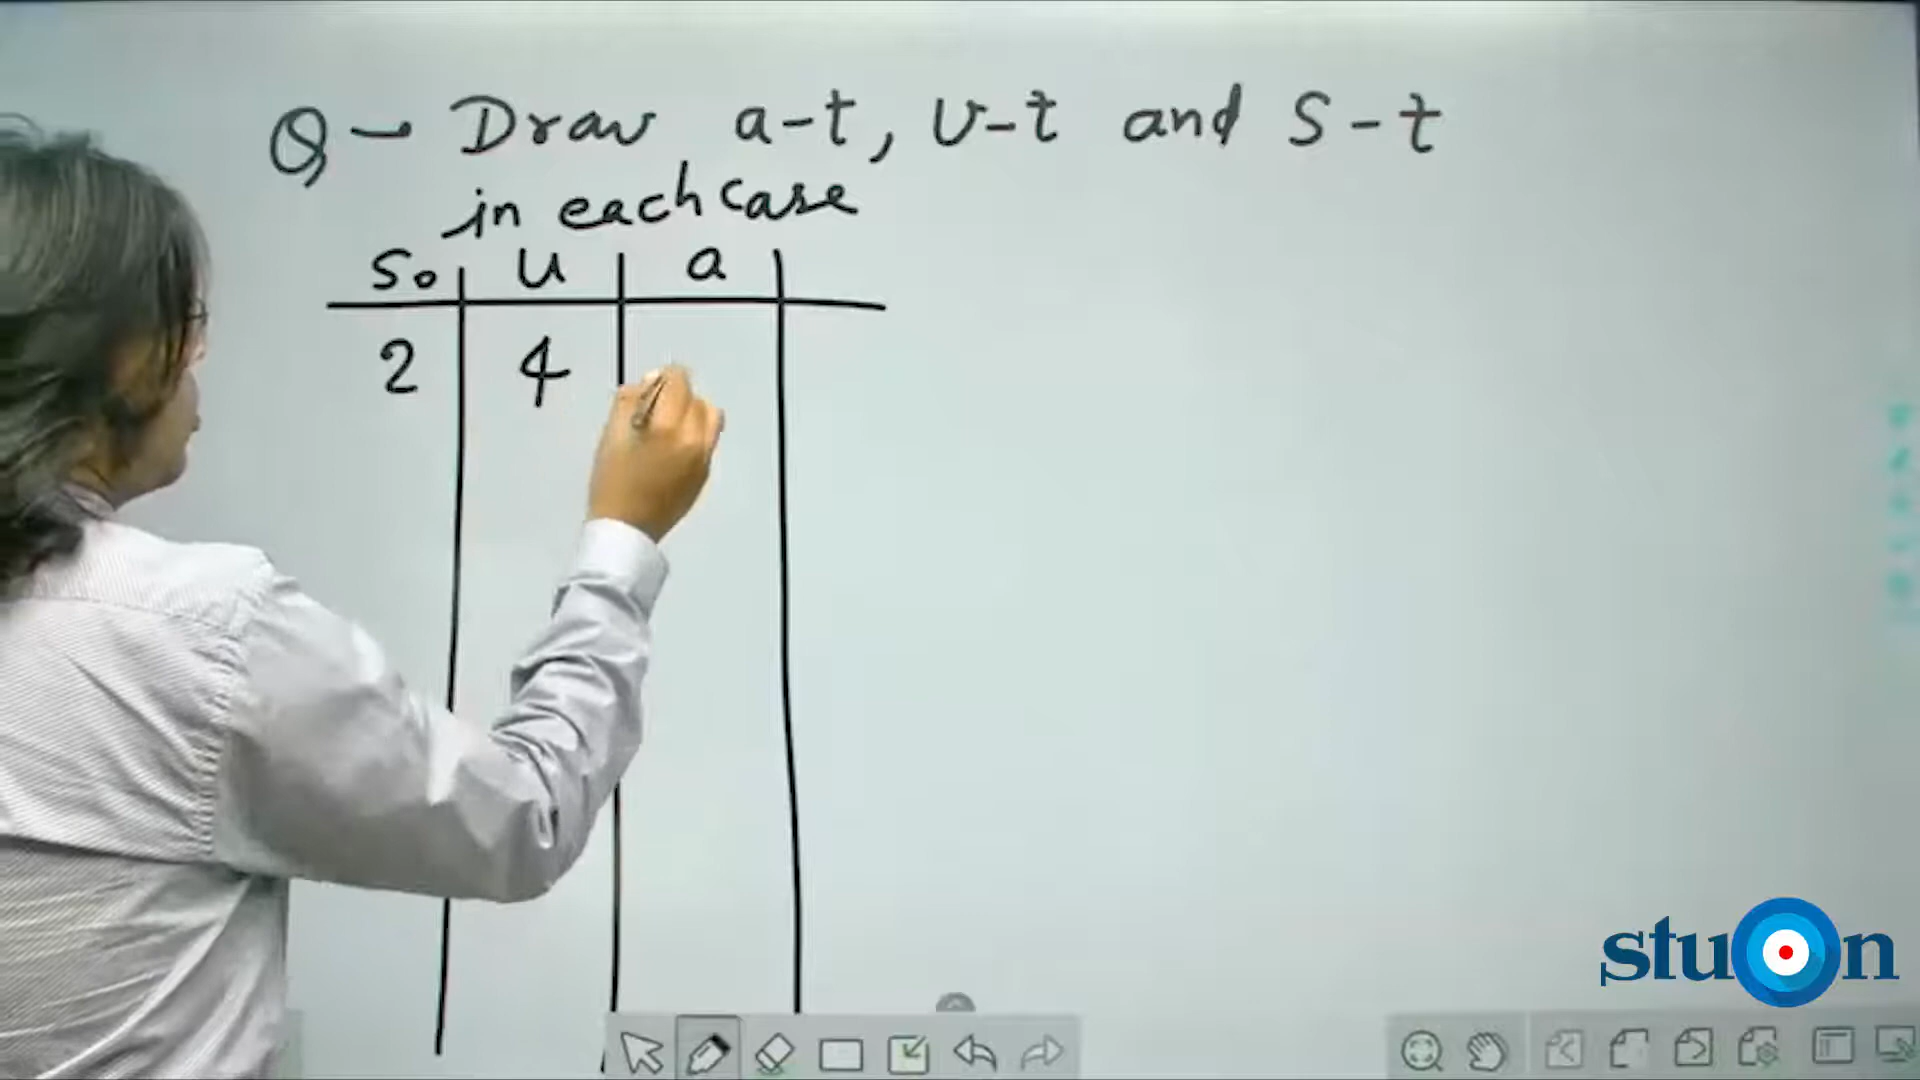 Q - Draw a-t, v-t and s-t
in each case
S₀ u a
2 4
stuon